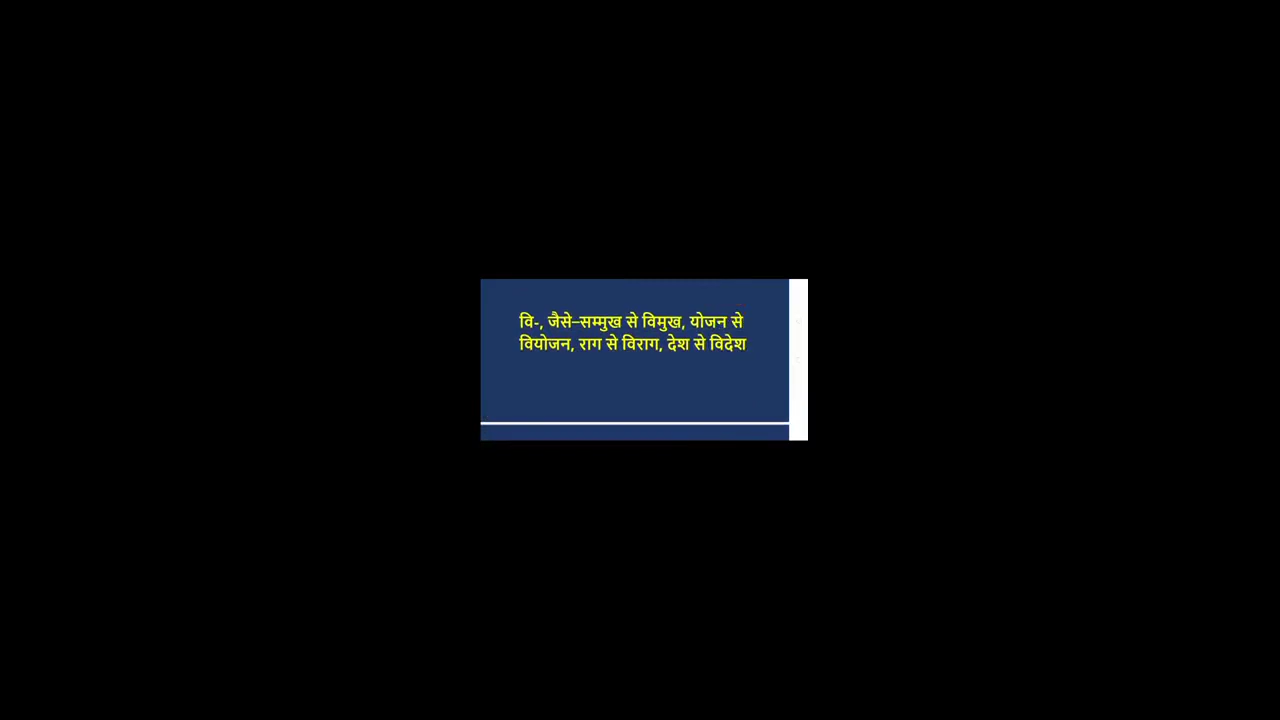 वि-, जैसे–सम्मुख से विमुख, योजन से
वियोजन, राग से विराग, देश से विदेश